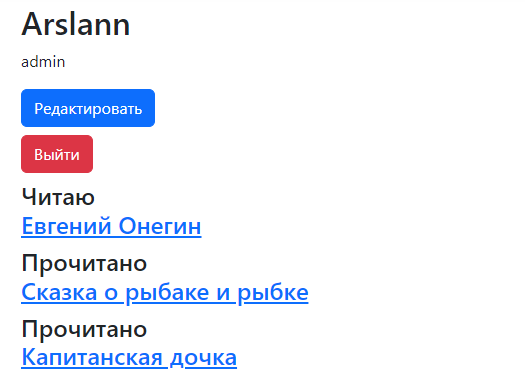 Arslann
admin
Редактировать
Выйти
Читаю
Евгений Онегин
Прочитано
Сказка о рыбаке и рыбке
Прочитано
Капитанская дочка